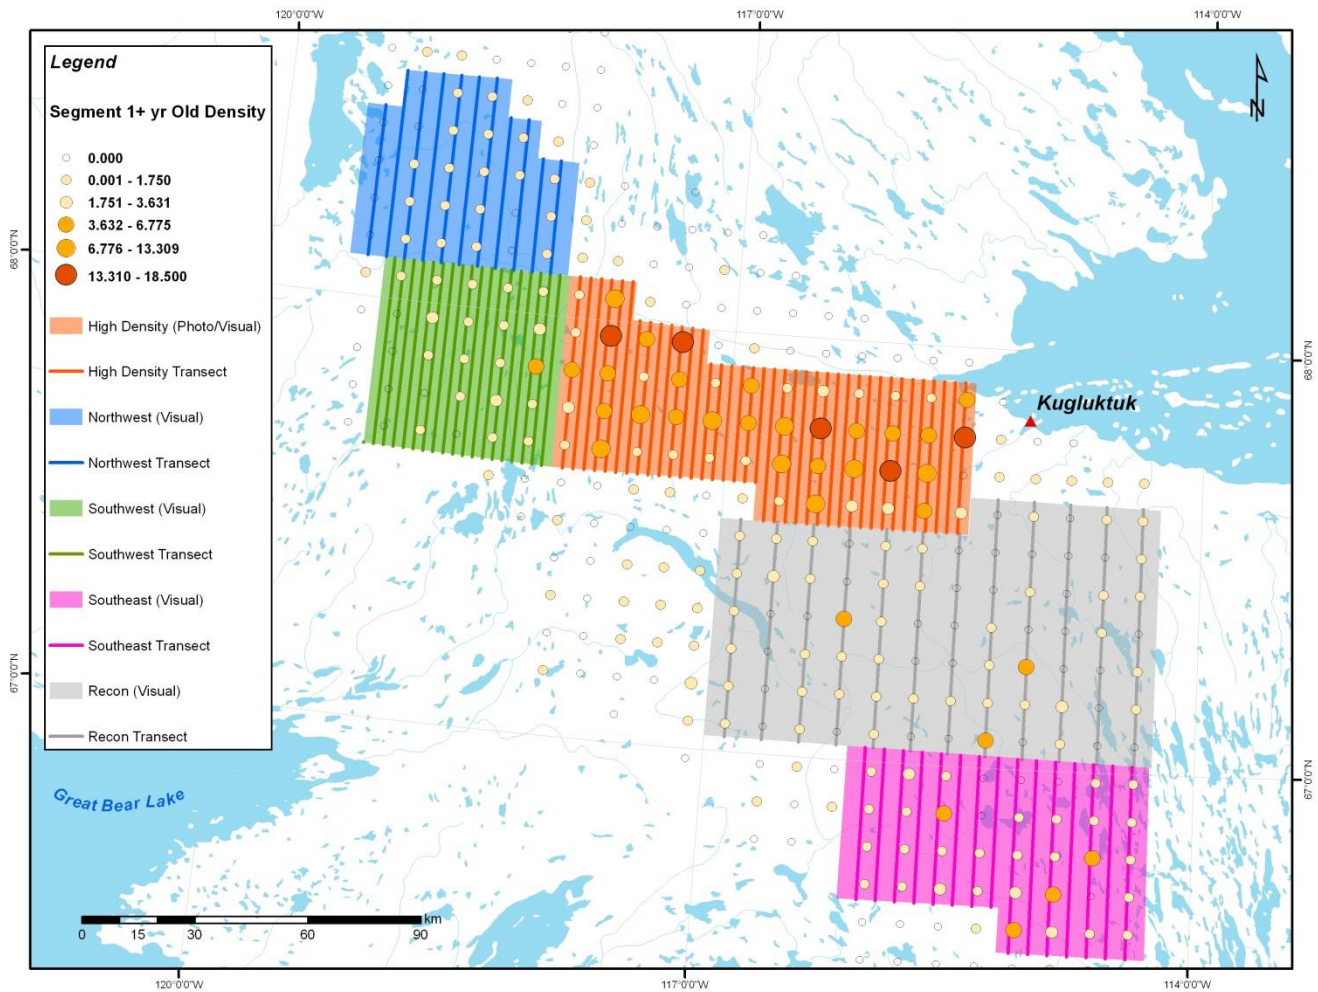 120°0'0"W 117°0'0"W 114°0'0"W
Legend
Segment 1+ yr Old Density
0.000
0.001 - 1.750
1.751 - 3.631
3.632 - 6.775
6.776 - 13.309
13.310 - 18.500
High Density (Photo/Visual)
High Density Transect
Northwest (Visual)
Northwest Transect
Southwest (Visual)
Southwest Transect
Southeast (Visual)
Southeast Transect
Recon (Visual)
Recon Transect
N
68°0'0"N
68°0'0"N
Kugluktuk
67°0'0"N
67°0'0"N
Great Bear Lake
km
0 15 30 60 90
120°0'0"W 117°0'0"W 114°0'0"W